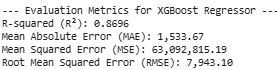 --- Evaluation Metrics for XGBoost Regressor ---
R-squared (R²): 0.8696
Mean Absolute Error (MAE): 1,533.67
Mean Squared Error (MSE): 63,092,815.19
Root Mean Squared Error (RMSE): 7,943.10